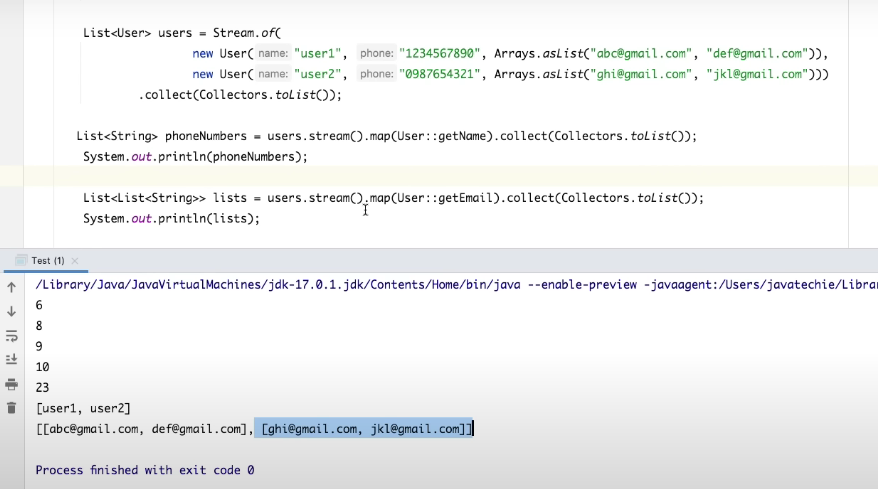 List<User> users = Stream.of(
new User( name: "user1", phone: "1234567890", Arrays.asList("abc@gmail.com", "def@gmail.com")),
new User( name: "user2", phone: "0987654321", Arrays.asList("ghi@gmail.com", "jkl@gmail.com")))
.collect(Collectors.toList());
List<String> phoneNumbers = users.stream().map(User::getName).collect(Collectors.toList());
System.out.println(phoneNumbers);
List<List<String>> lists = users.stream().map(User::getEmail).collect(Collectors.toList());
System.out.println(lists);
Test (1)
/Library/Java/JavaVirtualMachines/jdk-17.0.1.jdk/Contents/Home/bin/java --enable-preview -javaagent:/Users/javatechie/Librar
6
8
9
10
23
[user1, user2]
[[abc@gmail.com, def@gmail.com], [ghi@gmail.com, jkl@gmail.com]]
Process finished with exit code 0